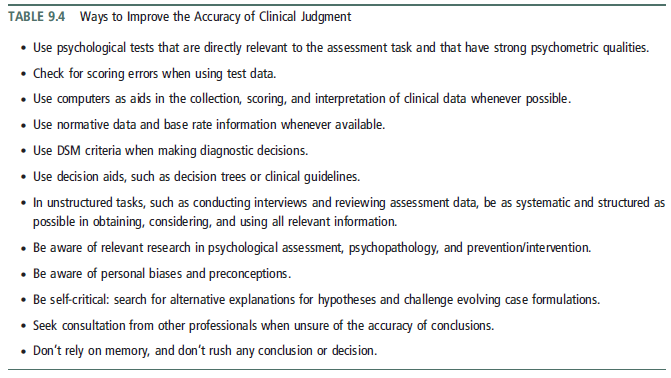 TABLE 9.4 Ways to Improve the Accuracy of Clinical Judgment
• Use psychological tests that are directly relevant to the assessment task and that have strong psychometric qualities.
• Check for scoring errors when using test data.
• Use computers as aids in the collection, scoring, and interpretation of clinical data whenever possible.
• Use normative data and base rate information whenever available.
• Use DSM criteria when making diagnostic decisions.
• Use decision aids, such as decision trees or clinical guidelines.
• In unstructured tasks, such as conducting interviews and reviewing assessment data, be as systematic and structured as
possible in obtaining, considering, and using all relevant information.
• Be aware of relevant research in psychological assessment, psychopathology, and prevention/intervention.
• Be aware of personal biases and preconceptions.
• Be self-critical: search for alternative explanations for hypotheses and challenge evolving case formulations.
• Seek consultation from other professionals when unsure of the accuracy of conclusions.
• Don't rely on memory, and don't rush any conclusion or decision.